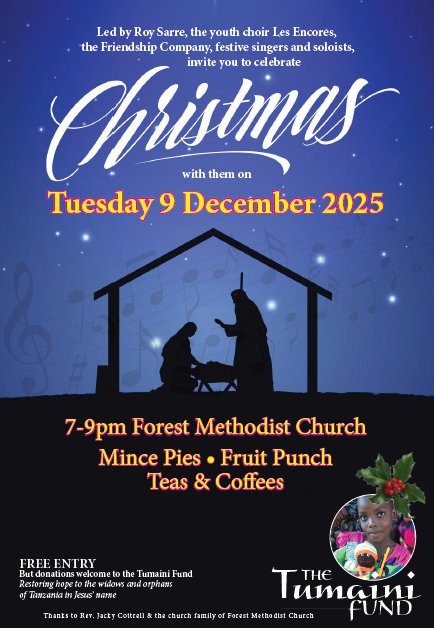 Led by Roy Sarre, the youth choir Les Encores,
the Friendship Company, festive singers and soloists,
invite you to celebrate
Christmas
with them on
Tuesday 9 December 2025
7-9pm Forest Methodist Church
Mince Pies • Fruit Punch
Teas & Coffees
FREE ENTRY
But donations welcome to the Tumaini Fund
Restoring hope to the widows and orphans
of Tanzania in Jesus' name
THE
Tumaini
FUND
Thanks to Rev. Jacky Cottrell & the church family of Forest Methodist Church